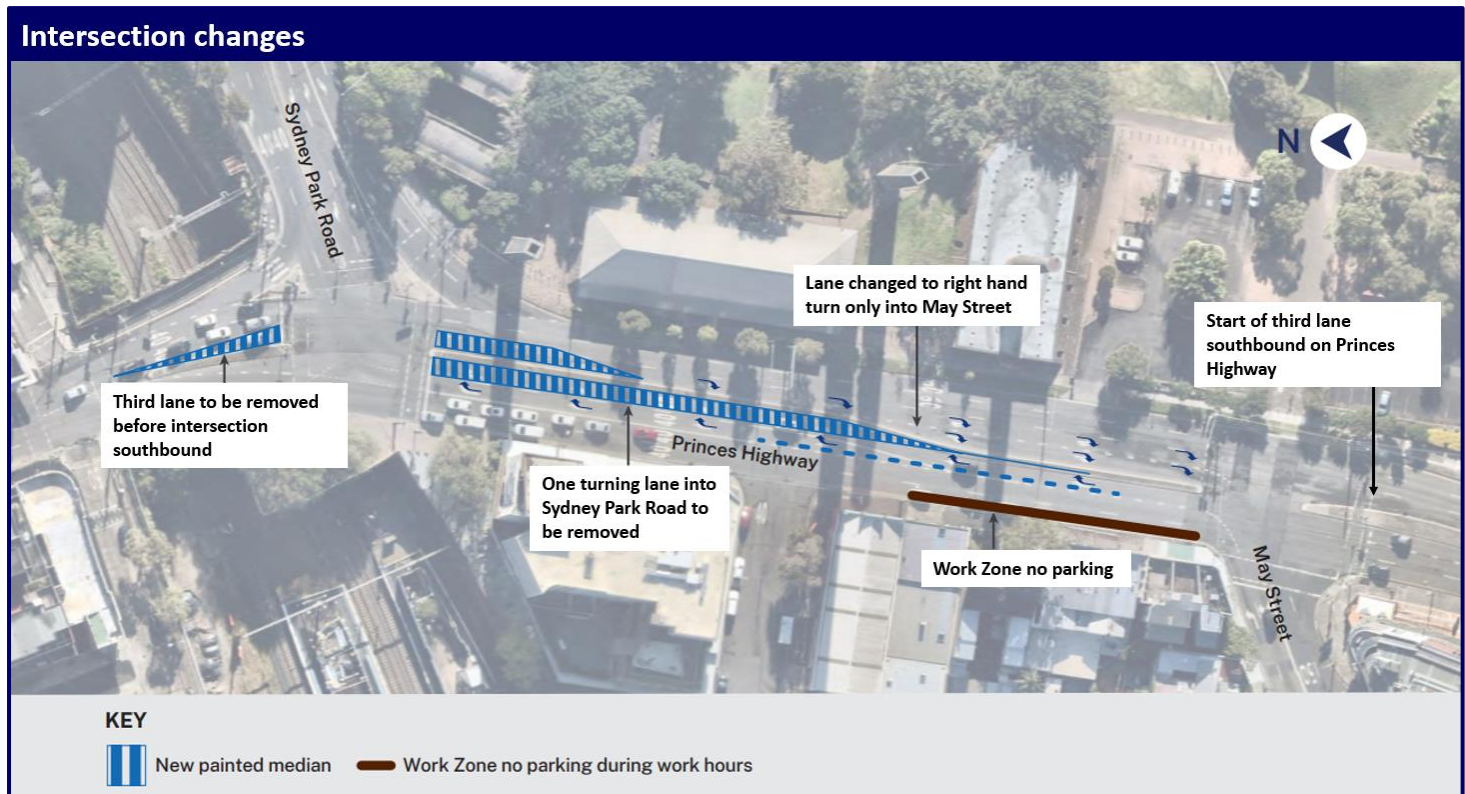 Intersection changes
Sydney Park Road
N
Lane changed to right hand
turn only into May Street
Start of third lane
southbound on Princes
Highway
Third lane to be removed
before intersection
southbound
Princes Highway
One turning lane into
Sydney Park Road to
be removed
Work Zone no parking
May Street
KEY
New painted median
Work Zone no parking during work hours